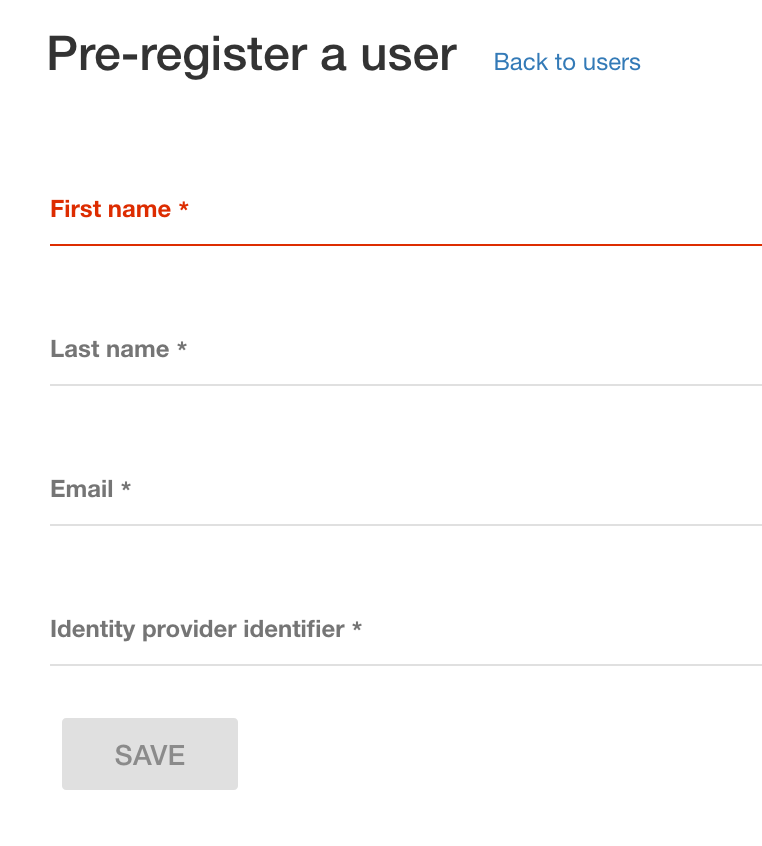 Pre-register a user Back to users
First name *
Last name *
Email *
Identity provider identifier *
SAVE